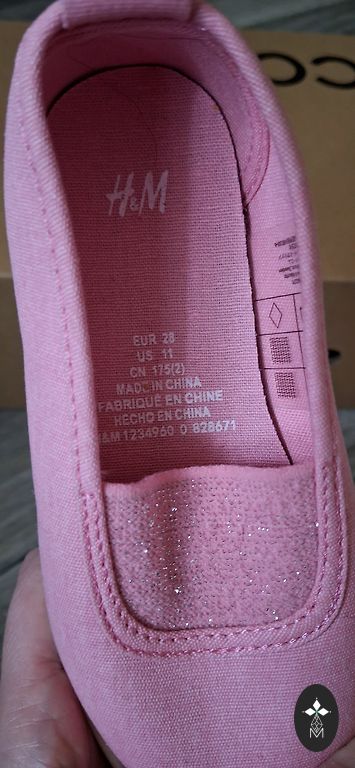 CO
H&M
EUR 28
US 11
CN 175(2)
MADE IN CHINA
FABRIQUÉ EN CHINE
HECHO EN CHINA
H&M 1234960 0 828671
M